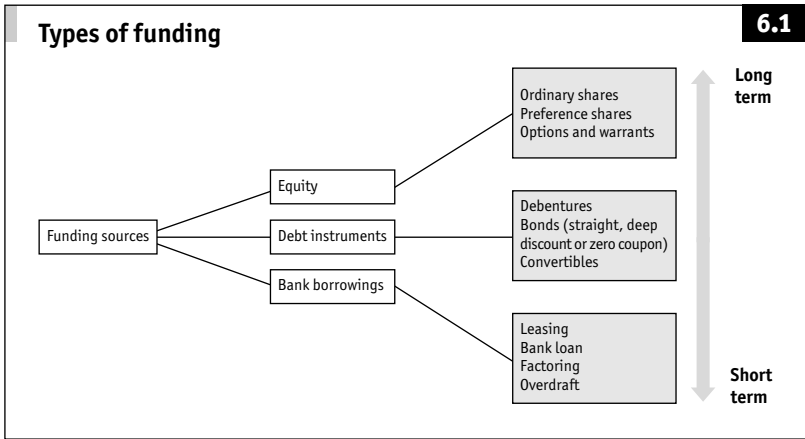 Types of funding
6.1
Long
term
Ordinary shares
Preference shares
Options and warrants
Equity
Debentures
Bonds (straight, deep
discount or zero coupon)
Convertibles
Funding sources
Debt instruments
Bank borrowings
Leasing
Bank loan
Factoring
Overdraft
Short
term